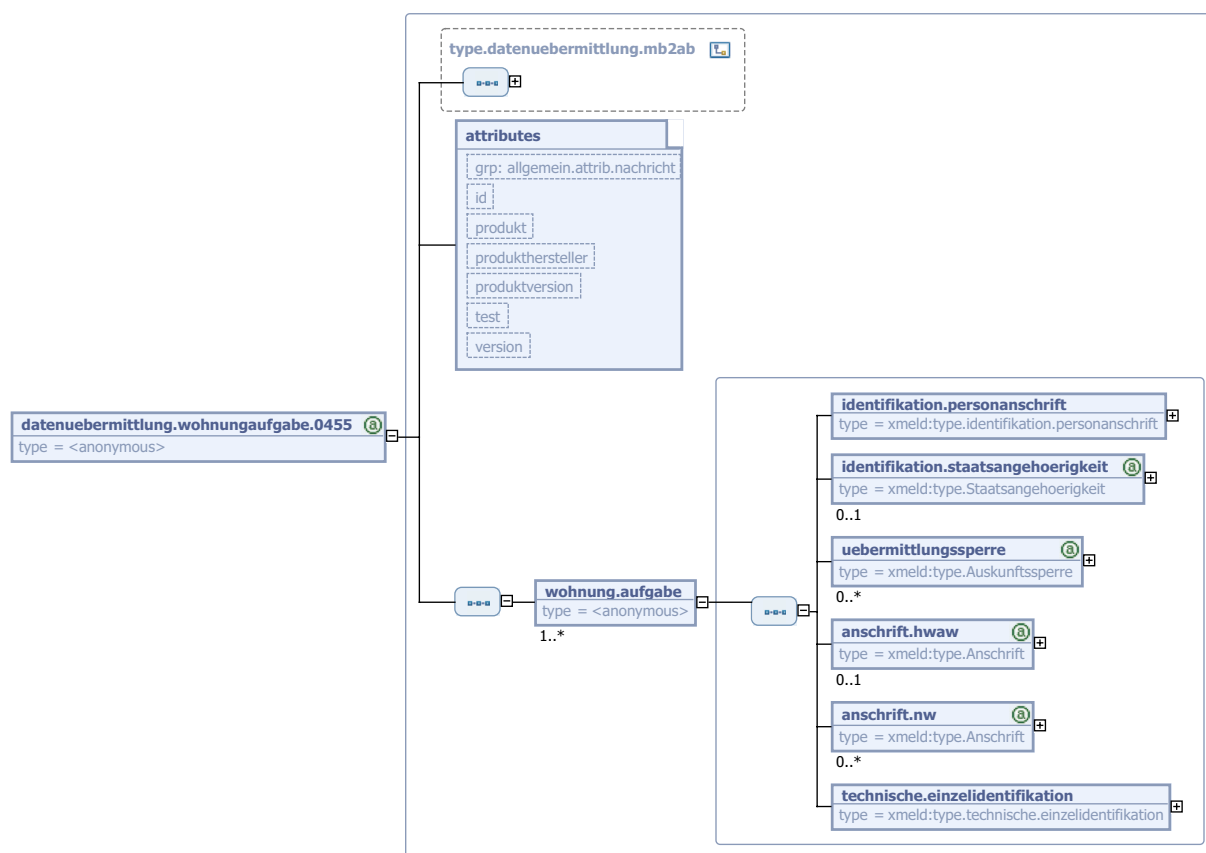 type.datenuebermittlung.mb2ab
attributes
grp: allgemein.attrib.nachricht
id
produkt
produkthersteller
produktversion
test
version
datenuebermittlung.wohnungaufgabe.0455 a
type = <anonymous>
wohnung.aufgabe
type = <anonymous>
1..*
identifikation.personanschrift
type = xmeld:type.identifikation.personanschrift
identifikation.staatsangehoerigkeit a
type = xmeld:type.Staatsangehoerigkeit
0..1
uebermittlungssperre a
type = xmeld:type.Auskunftssperre
0..*
anschrift.hwaw a
type = xmeld:type.Anschrift
0..1
anschrift.nw a
type = xmeld:type.Anschrift
0..*
technische.einzelidentifikation
type = xmeld:type.technische.einzelidentifikation